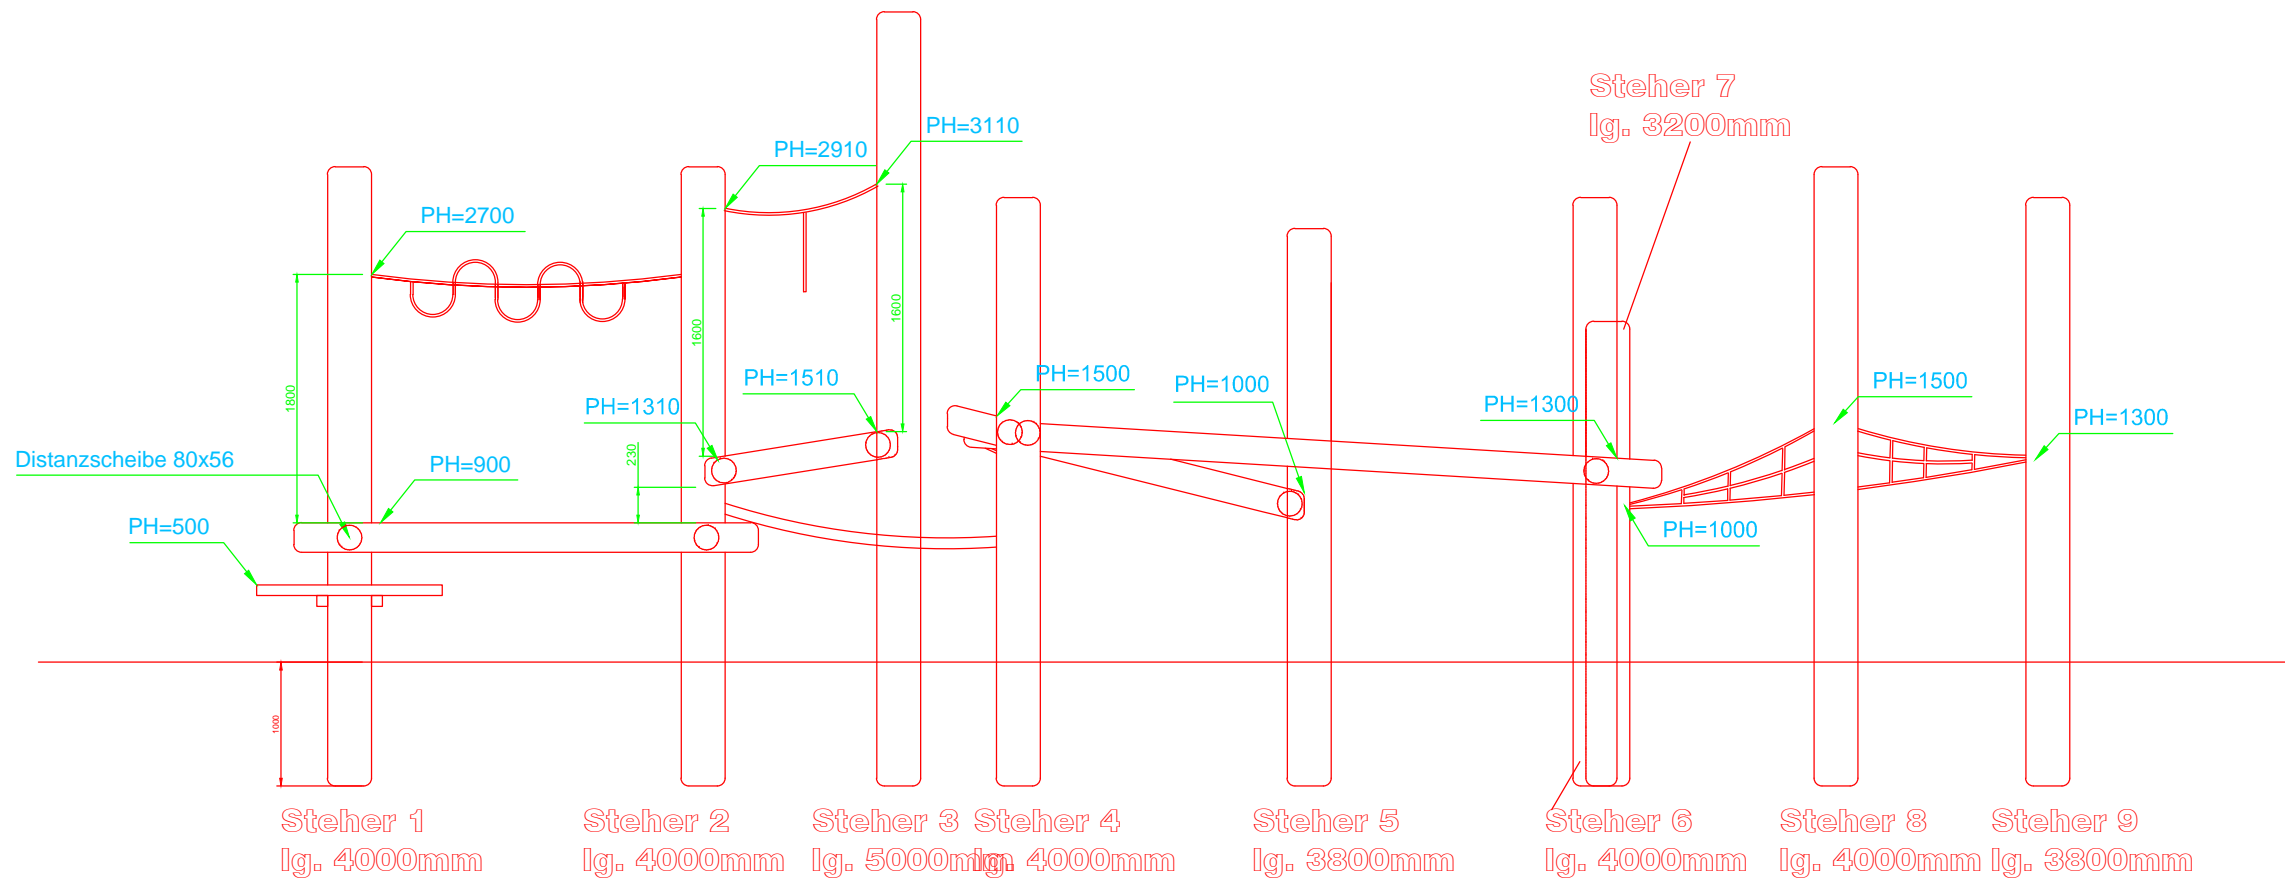 Steher 7
lg. 3200mm
PH=3110
PH=2910
PH=2700
1600
1600
1800
PH=1510
PH=1500
PH=1000
PH=1500
PH=1310
PH=1300
PH=1300
230
Distanzscheibe 80x56
PH=900
PH=500
PH=1000
1000
Steher 1
lg. 4000mm
Steher 2
lg. 4000mm
Steher 3
lg. 5000mm
Steher 4
lg. 4000mm
Steher 5
lg. 3800mm
Steher 6
lg. 4000mm
Steher 8
lg. 4000mm
Steher 9
lg. 3800mm